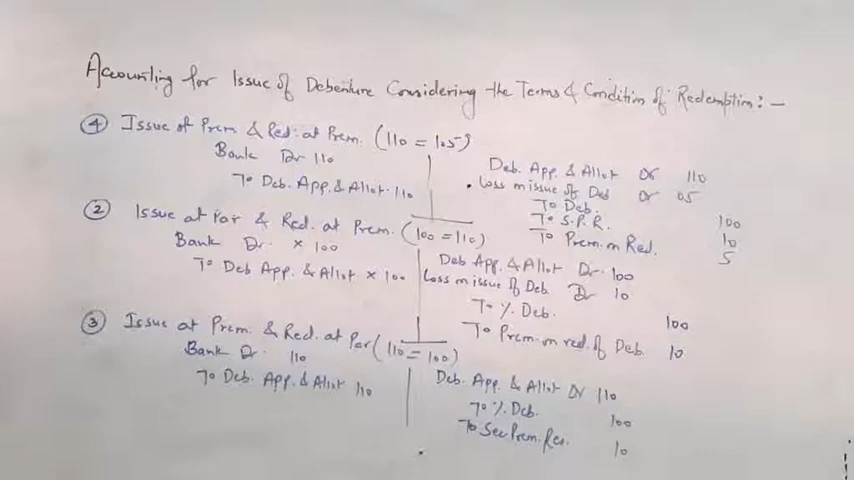 Accounting for Issue of Debenture Considering the Terms & Condition of Redemption:-
④ Issue at Prem & Red. at Prem. (110 = 105)
Bank Dr 110
To Deb. App. & Allot. 110
Deb. App. & Allot Dr 110
Loss on issue of Deb Dr 05
To Deb. 100
To S.P.R. 10
To Prem. on Red. 5
② Issue at Par & Red. at Prem. (100 = 110)
Bank Dr. × 100
To Deb App. & Allot × 100
Deb App. & Allot Dr. 100
Loss on issue of Deb. Dr 10
To % Deb. 100
To Prem. on red. of Deb. 10
③ Issue at Prem. & Red. at Par (110 = 100)
Bank Dr. 110
To Deb. App. & Allot 110
Deb. App. & Allot Dr 110
To % Deb. 100
To Sec. Prem. Res. 10